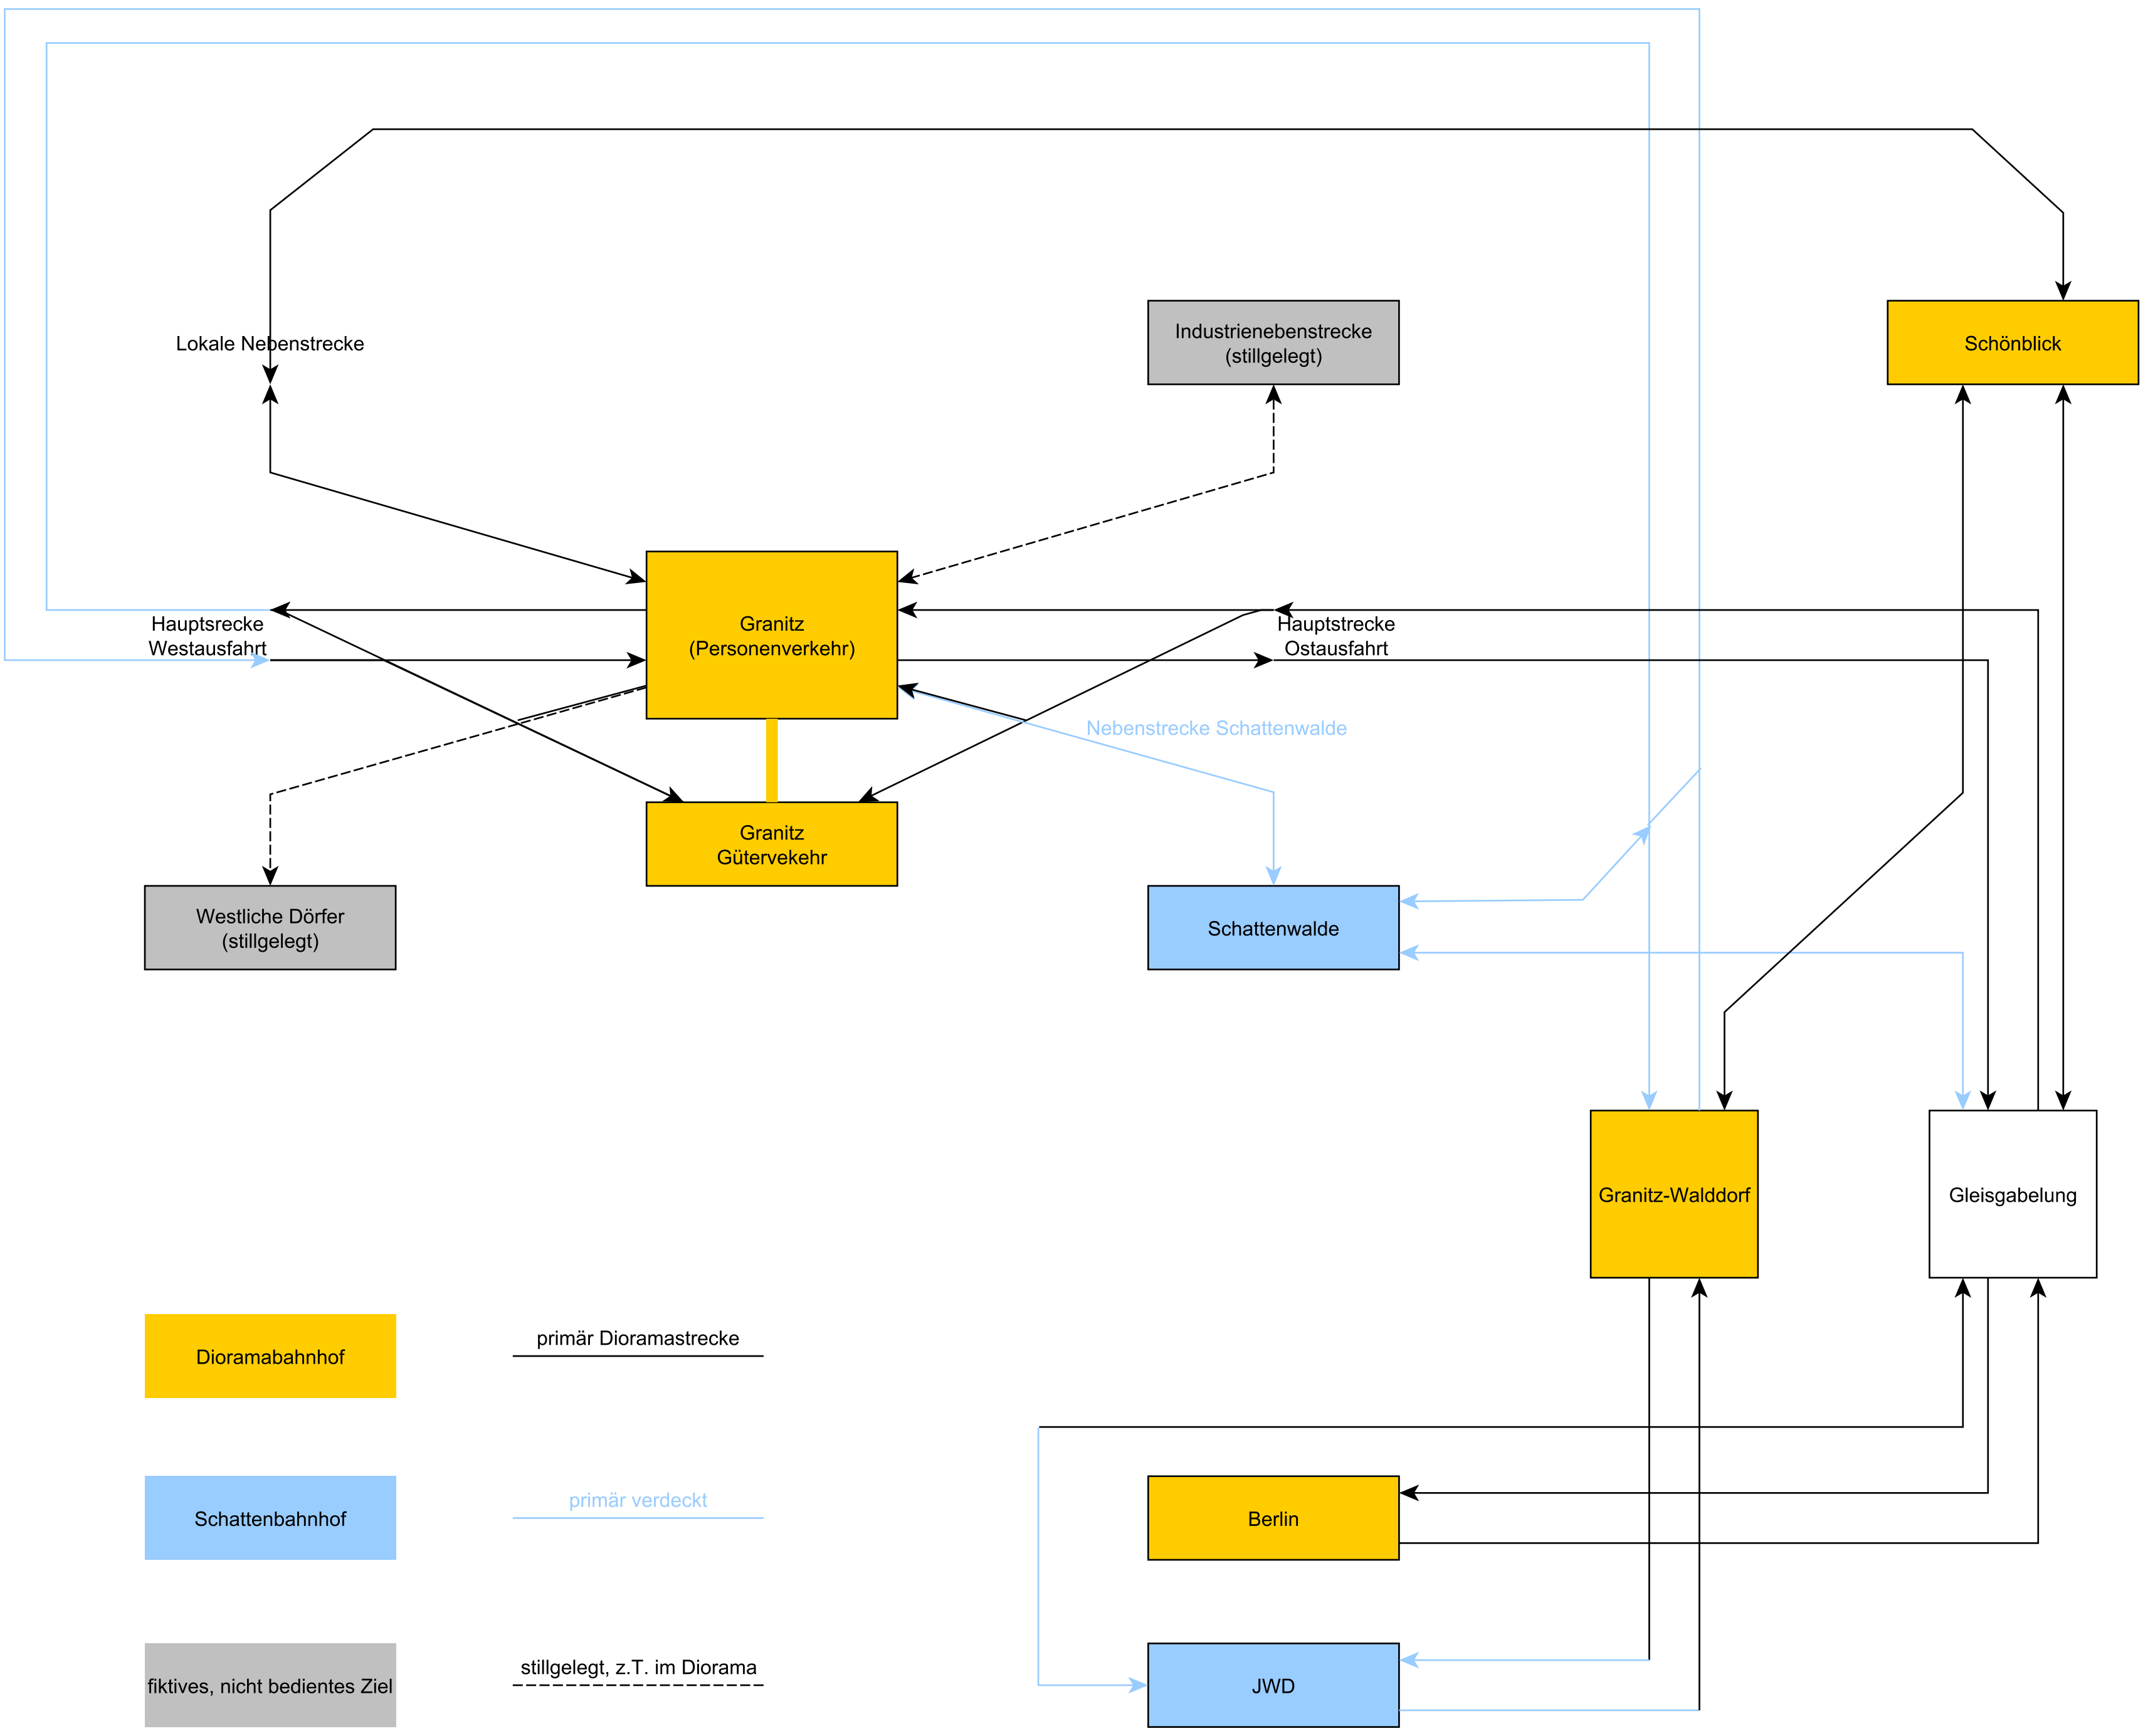 Lokale Nebenstrecke
Industrienebenstrecke
(stillgelegt)
Schönblick
Hauptsrecke
Westausfahrt
Granitz
(Personenverkehr)
Hauptstrecke
Ostausfahrt
Nebenstrecke Schattenwalde
Granitz
Gütervekehr
Westliche Dörfer
(stillgelegt)
Schattenwalde
Granitz-Walddorf
Gleisgabelung
Dioramabahnhof
primär Dioramastrecke
Schattenbahnhof
primär verdeckt
Berlin
fiktives, nicht bedientes Ziel
stillgelegt, z.T. im Diorama
JWD